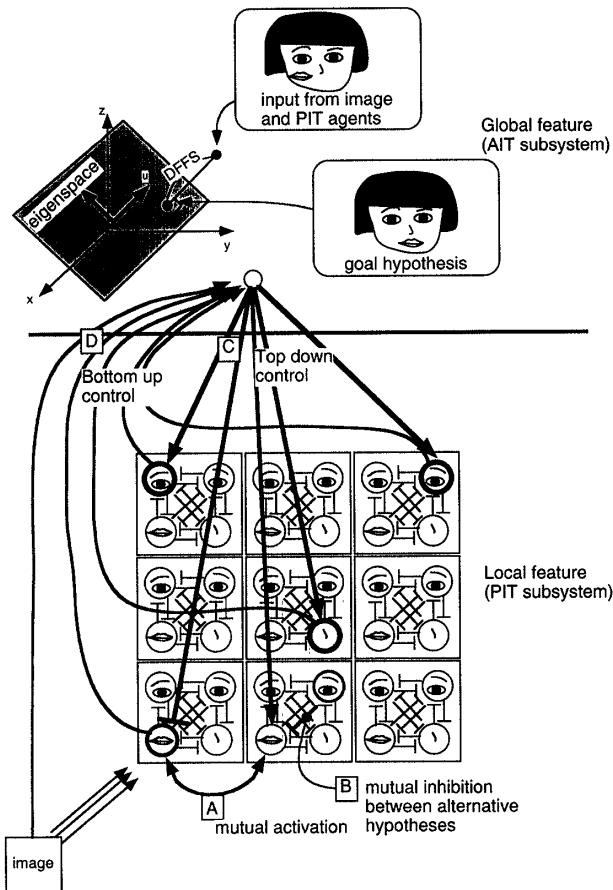 input from image
and PIT agents
Global feature
(AIT subsystem)
z
DFFS
u
eigenspace
y
x
goal hypothesis
D
C
Top down
control
Bottom up
control
Local feature
(PIT subsystem)
A
mutual activation
B
mutual inhibition
between alternative
hypotheses
image